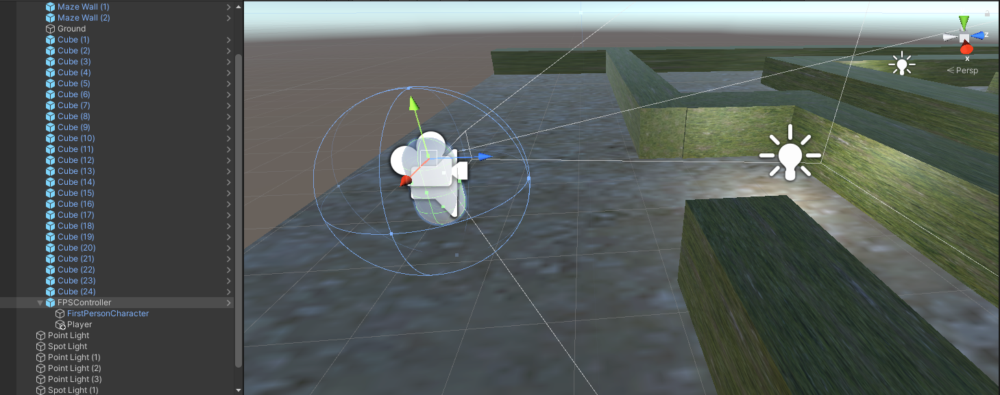 Maze Wall (1)
Maze Wall (2)
Ground
Cube (1)
Cube (2)
Cube (3)
Cube (4)
Cube (5)
Cube (6)
Cube (7)
Cube (8)
Cube (9)
Cube (10)
Cube (11)
Cube (12)
Cube (13)
Cube (14)
Cube (15)
Cube (16)
Cube (17)
Cube (18)
Cube (19)
Cube (20)
Cube (21)
Cube (22)
Cube (23)
Cube (24)
FPSController
FirstPersonCharacter
Player
Point Light
Spot Light
Point Light (1)
Point Light (2)
Point Light (3)
Spot Light (1)
z
x
Persp